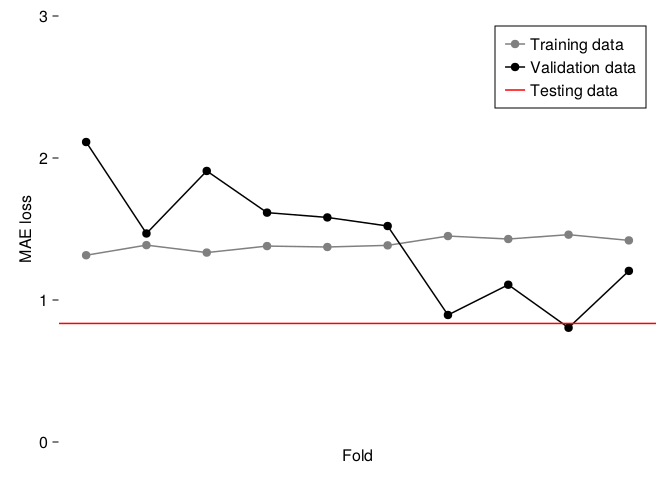 3
Training data
Validation data
Testing data
2
MAE loss
1
0
Fold